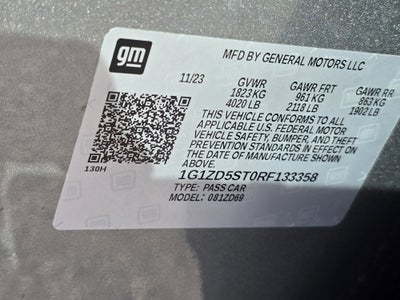 gm
MFD BY GENERAL MOTORS LLC
11/23 GVWR GAWR FRT GAWR RR
1823 KG 961 KG 863 KG
4020 LB 2118 LB 1902 LB
THIS VEHICLE CONFORMS TO ALL
APPLICABLE U.S. FEDERAL MOTOR
VEHICLE SAFETY, BUMPER, AND THEFT
PREVENTION STANDARDS IN EFFECT ON
THE DATE OF MANUFACTURE SHOWN
ABOVE.
130H
1G1ZD5ST0RF133358
TYPE: PASS CAR
MODEL: 081ZD69